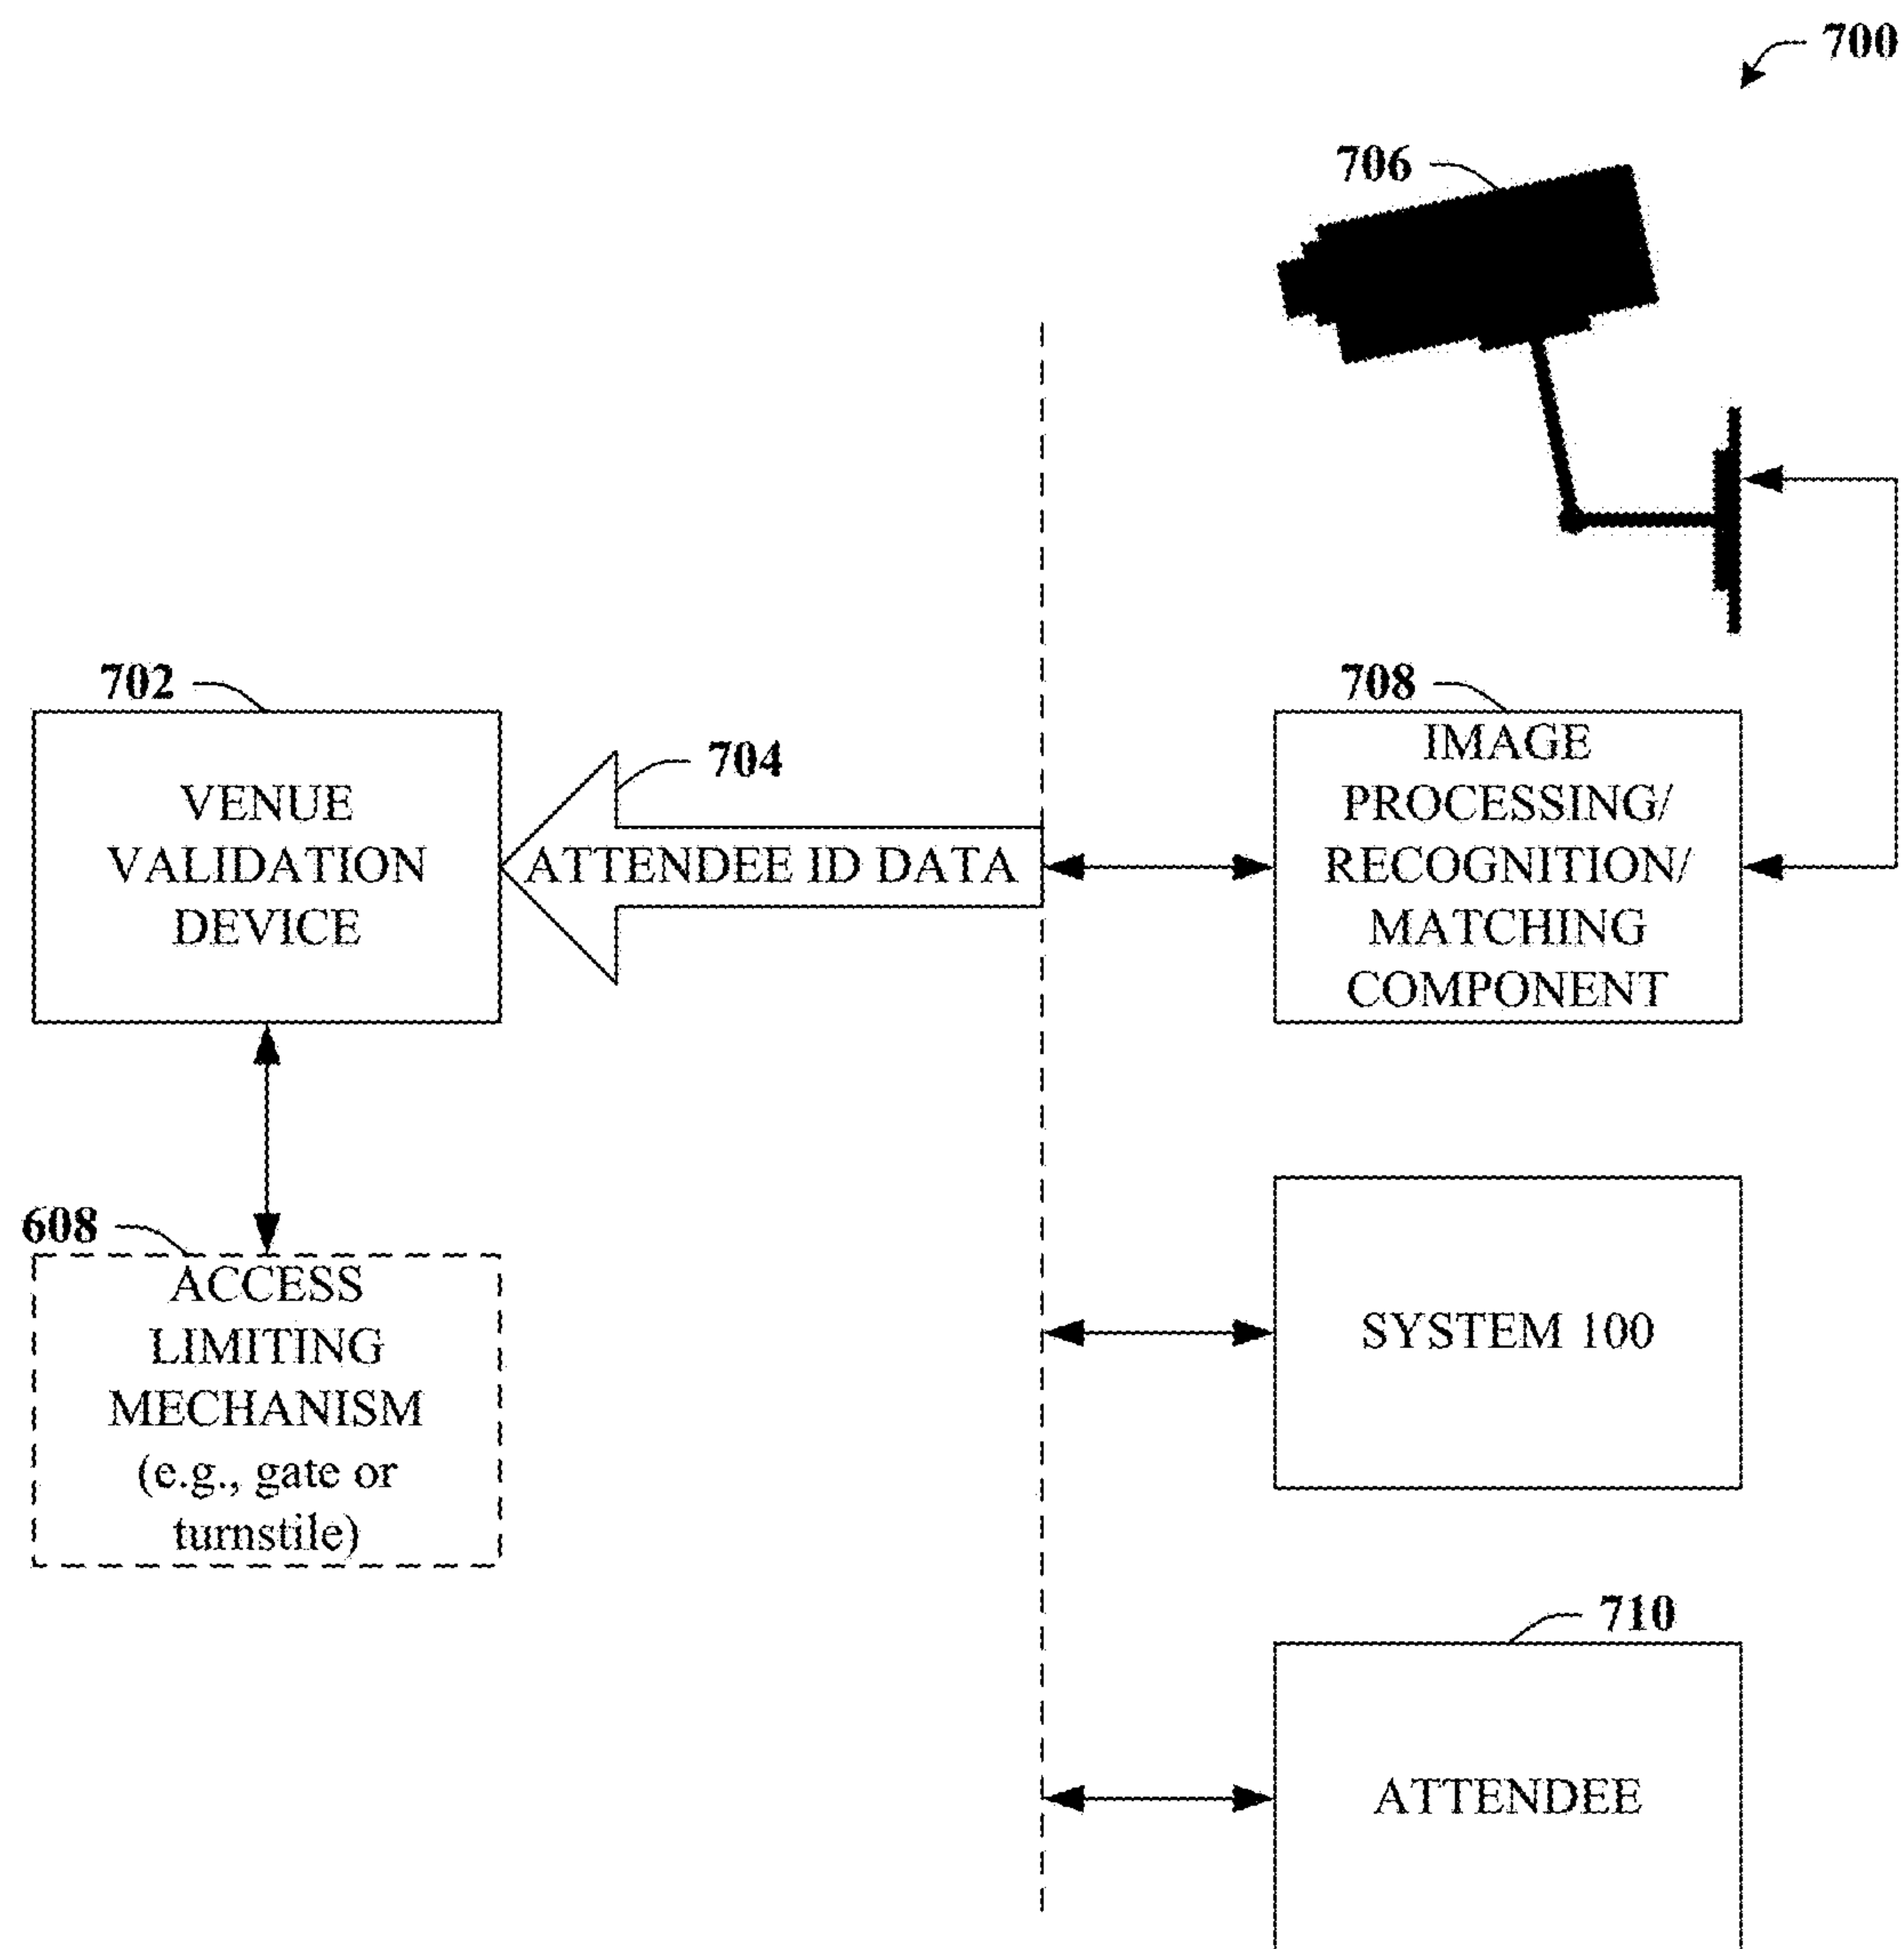 700
706
702
VENUE
VALIDATION
DEVICE
704
ATTENDEE ID DATA
708
IMAGE
PROCESSING/
RECOGNITION/
MATCHING
COMPONENT
608
ACCESS
LIMITING
MECHANISM
(e.g., gate or
turnstile)
SYSTEM 100
710
ATTENDEE